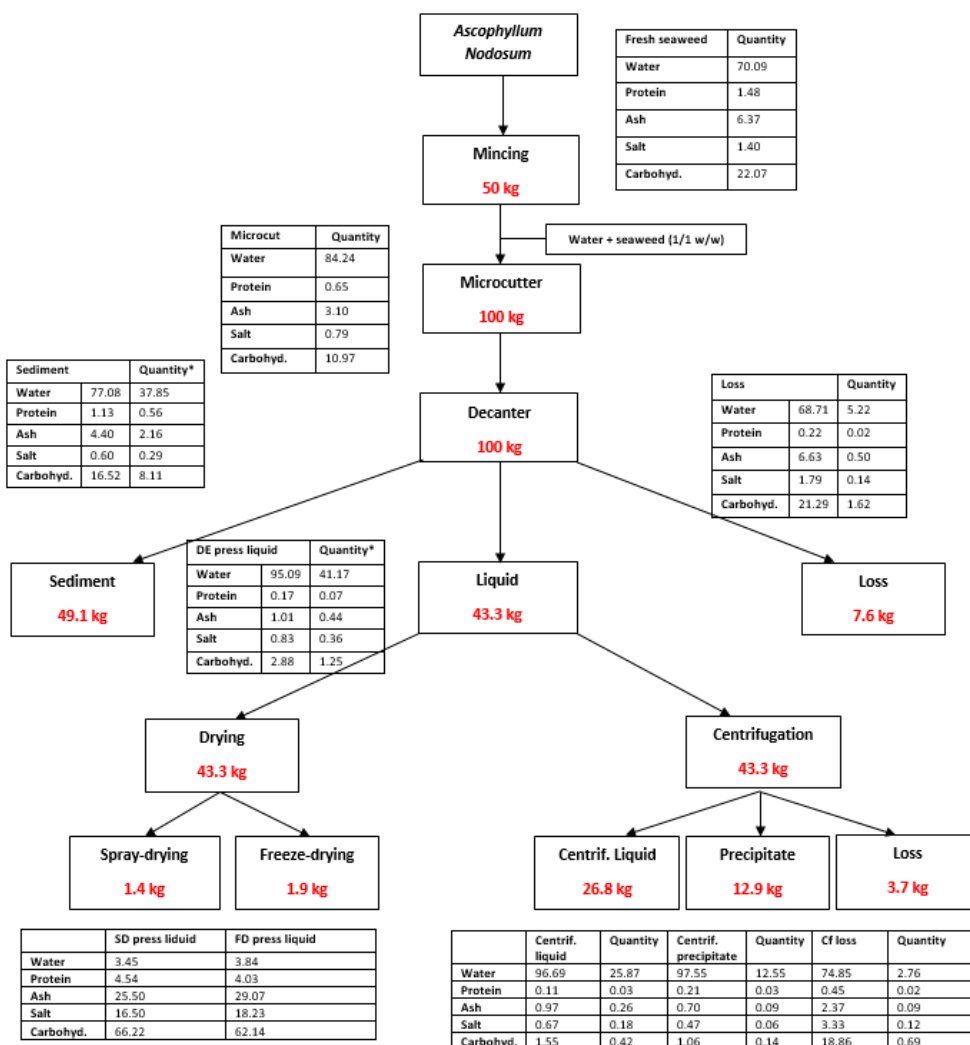 Ascophyllum
Nodosum
Fresh seaweed Quantity
Water 70.09
Protein 1.48
Ash 6.37
Salt 1.40
Carbohyd. 22.07
Mincing
50 kg
Water + seaweed (1/1 w/w)
Microcut Quantity
Water 84.24
Protein 0.65
Ash 3.10
Salt 0.79
Carbohyd. 10.97
Microcutter
100 kg
Sediment Quantity*
Water 77.08 37.85
Protein 1.13 0.56
Ash 4.40 2.16
Salt 0.60 0.29
Carbohyd. 16.52 8.11
Decanter
100 kg
Loss Quantity
Water 68.71 5.22
Protein 0.22 0.02
Ash 6.63 0.50
Salt 1.79 0.14
Carbohyd. 21.29 1.62
Sediment
49.1 kg
DE press liquid Quantity*
Water 95.09 41.17
Protein 0.17 0.07
Ash 1.01 0.44
Salt 0.83 0.36
Carbohyd. 2.88 1.25
Liquid
43.3 kg
Loss
7.6 kg
Drying
43.3 kg
Centrifugation
43.3 kg
Spray-drying
1.4 kg
Freeze-drying
1.9 kg
Centrif. Liquid
26.8 kg
Precipitate
12.9 kg
Loss
3.7 kg
SD press liduid FD press liquid
Water 3.45 3.84
Protein 4.54 4.03
Ash 25.50 29.07
Salt 16.50 18.23
Carbohyd. 66.22 62.14
Centrif. liquid Quantity Centrif. precipitate Quantity Cf loss Quantity
Water 96.69 25.87 97.55 12.55 74.85 2.76
Protein 0.11 0.03 0.21 0.03 0.45 0.02
Ash 0.97 0.26 0.70 0.09 2.37 0.09
Salt 0.67 0.18 0.47 0.06 3.33 0.12
Carbohyd. 1.55 0.42 1.06 0.14 18.86 0.69